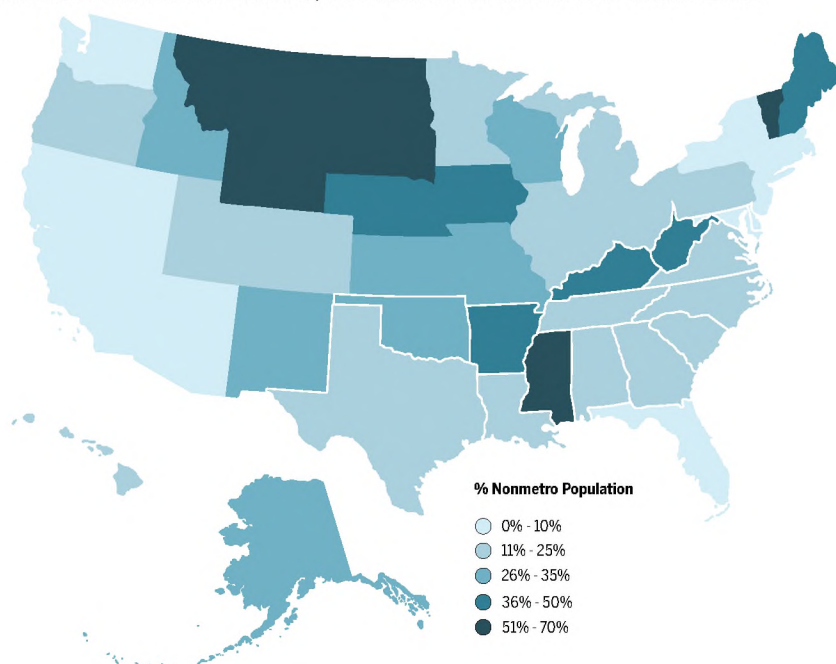 % Nonmetro Population
0% - 10%
11% - 25%
26% - 35%
36% - 50%
51% - 70%